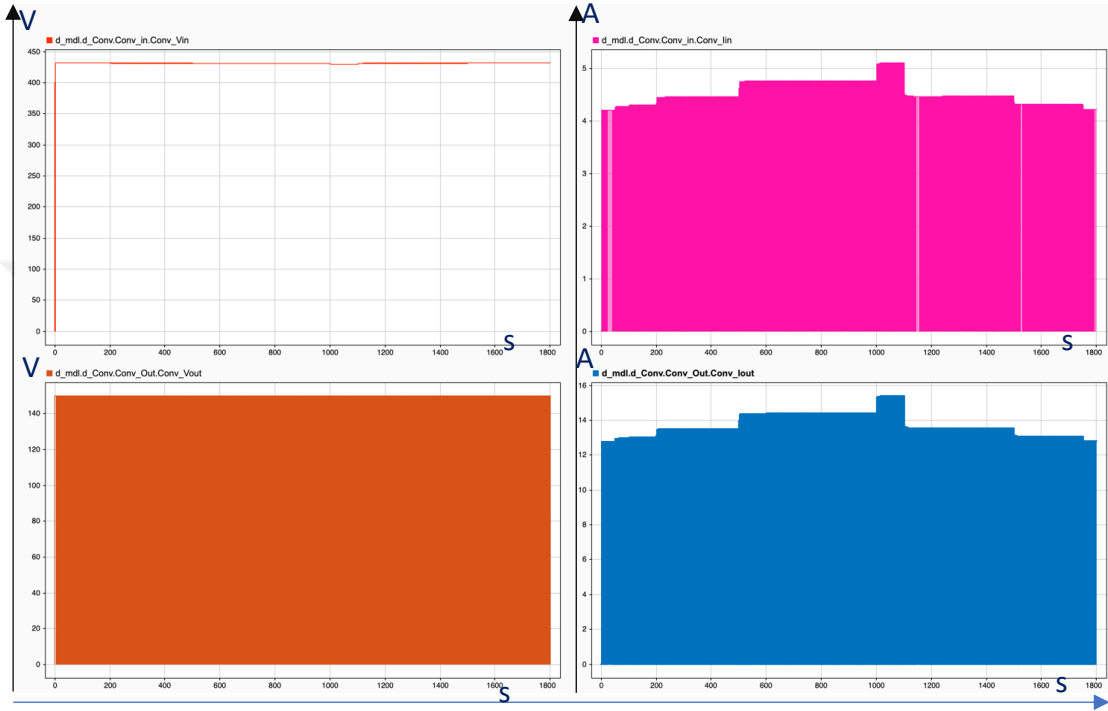 V
d_mdl.d_Conv.Conv_in.Conv_Vin
450
400
350
300
250
200
150
100
50
0
0 200 400 600 800 1000 1200 1400 1600 1800
S
A
d_mdl.d_Conv.Conv_in.Conv_Iin
5
4
3
2
1
0
0 200 400 600 800 1000 1200 1400 1600 1800
S
V
d_mdl.d_Conv.Conv_Out.Conv_Vout
140
120
100
80
60
40
20
0
0 200 400 600 800 1000 1200 1400 1600 1800
S
A
d_mdl.d_Conv.Conv_Out.Conv_Iout
16
14
12
10
8
6
4
2
0
0 200 400 600 800 1000 1200 1400 1600 1800
S